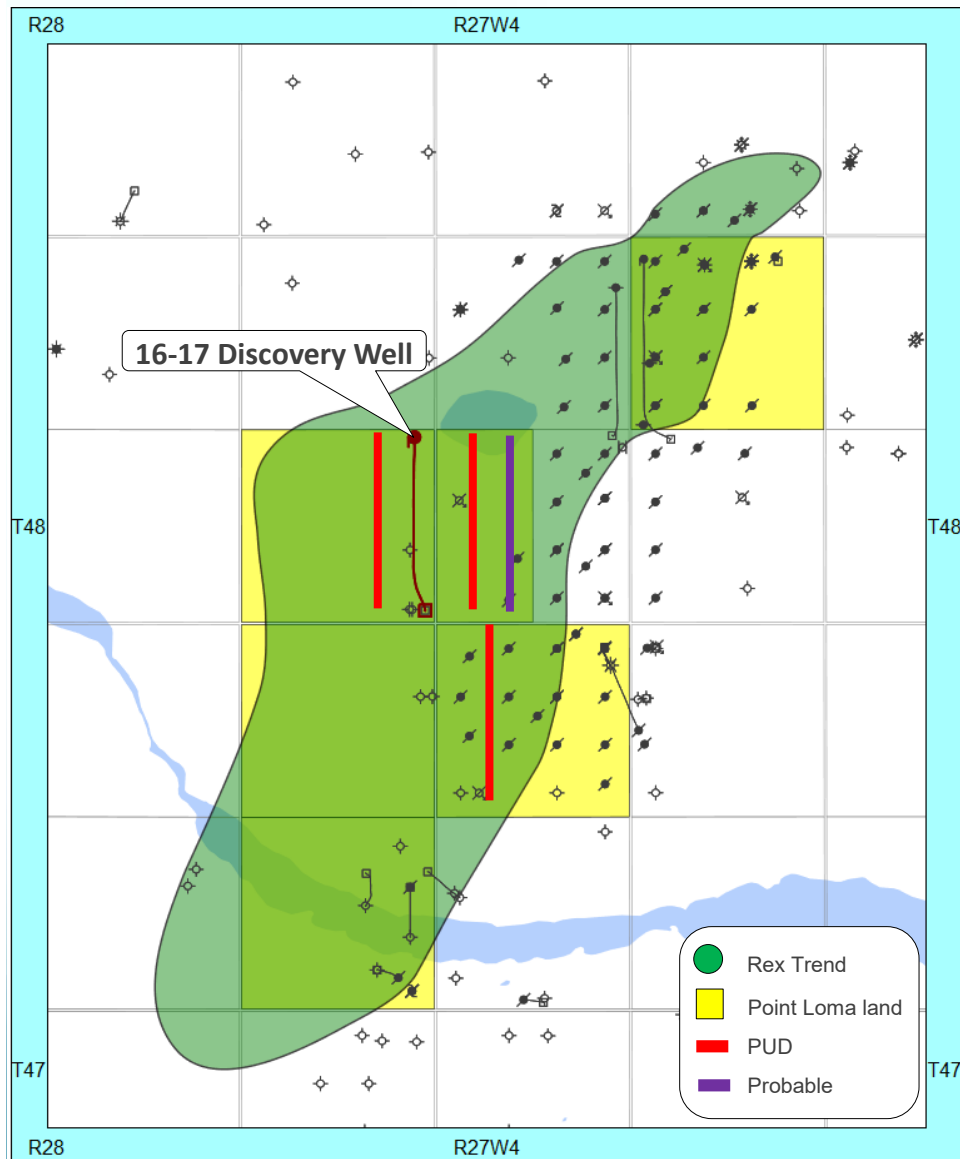 R28 R27W4
16-17 Discovery Well
T48 T48
Rex Trend
Point Loma land
PUD
Probable
T47 T47
R28 R27W4